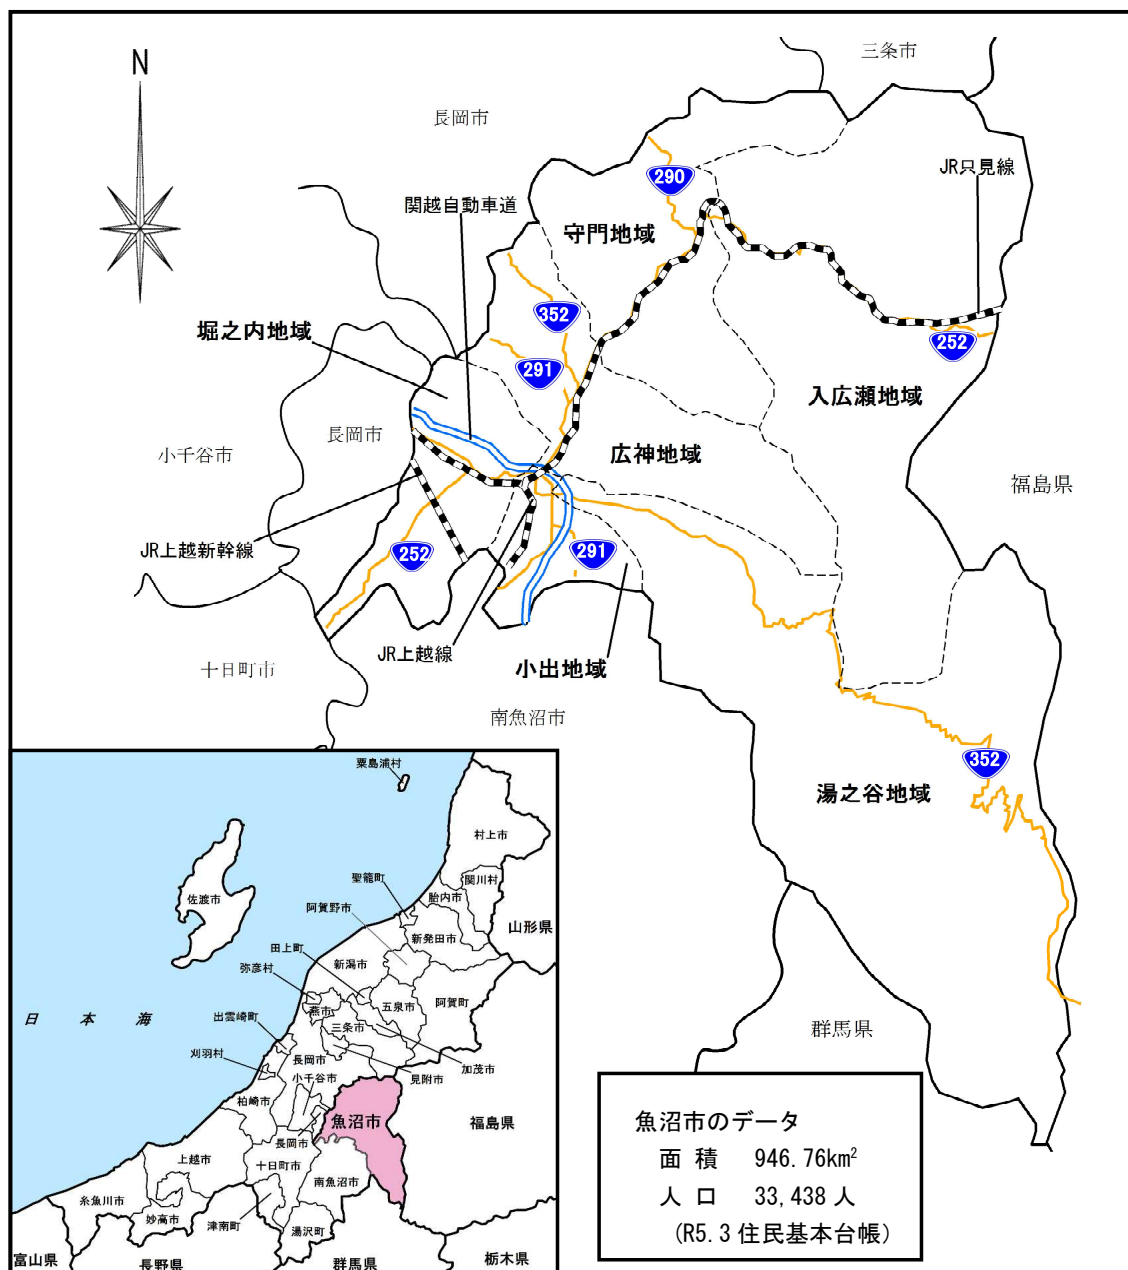 三条市
N
長岡市
JR只見線
290
関越自動車道
守門地域
352
堀之内地域
252
291
入広瀬地域
長岡市
小千谷市
広神地域
福島県
JR上越新幹線
252
291
JR上越線
小出地域
十日町市
南魚沼市
352
湯之谷地域
群馬県
粟島浦村
村上市
関川村
聖籠町
胎内市
佐渡市
阿賀野市
山形県
新発田市
田上町
新潟市
弥彦村
阿賀町
五泉市
燕市
出雲崎町
日本海
三条市
刈羽村
長岡市
加茂市
小千谷市
見附市
柏崎市
魚沼市
福島県
長岡市
上越市
十日町市
南魚沼市
糸魚川市
妙高市
津南町
湯沢町
富山県
長野県
群馬県
栃木県
魚沼市のデータ
面 積 946.76km²
人 口 33,438 人
(R5.3 住民基本台帳)